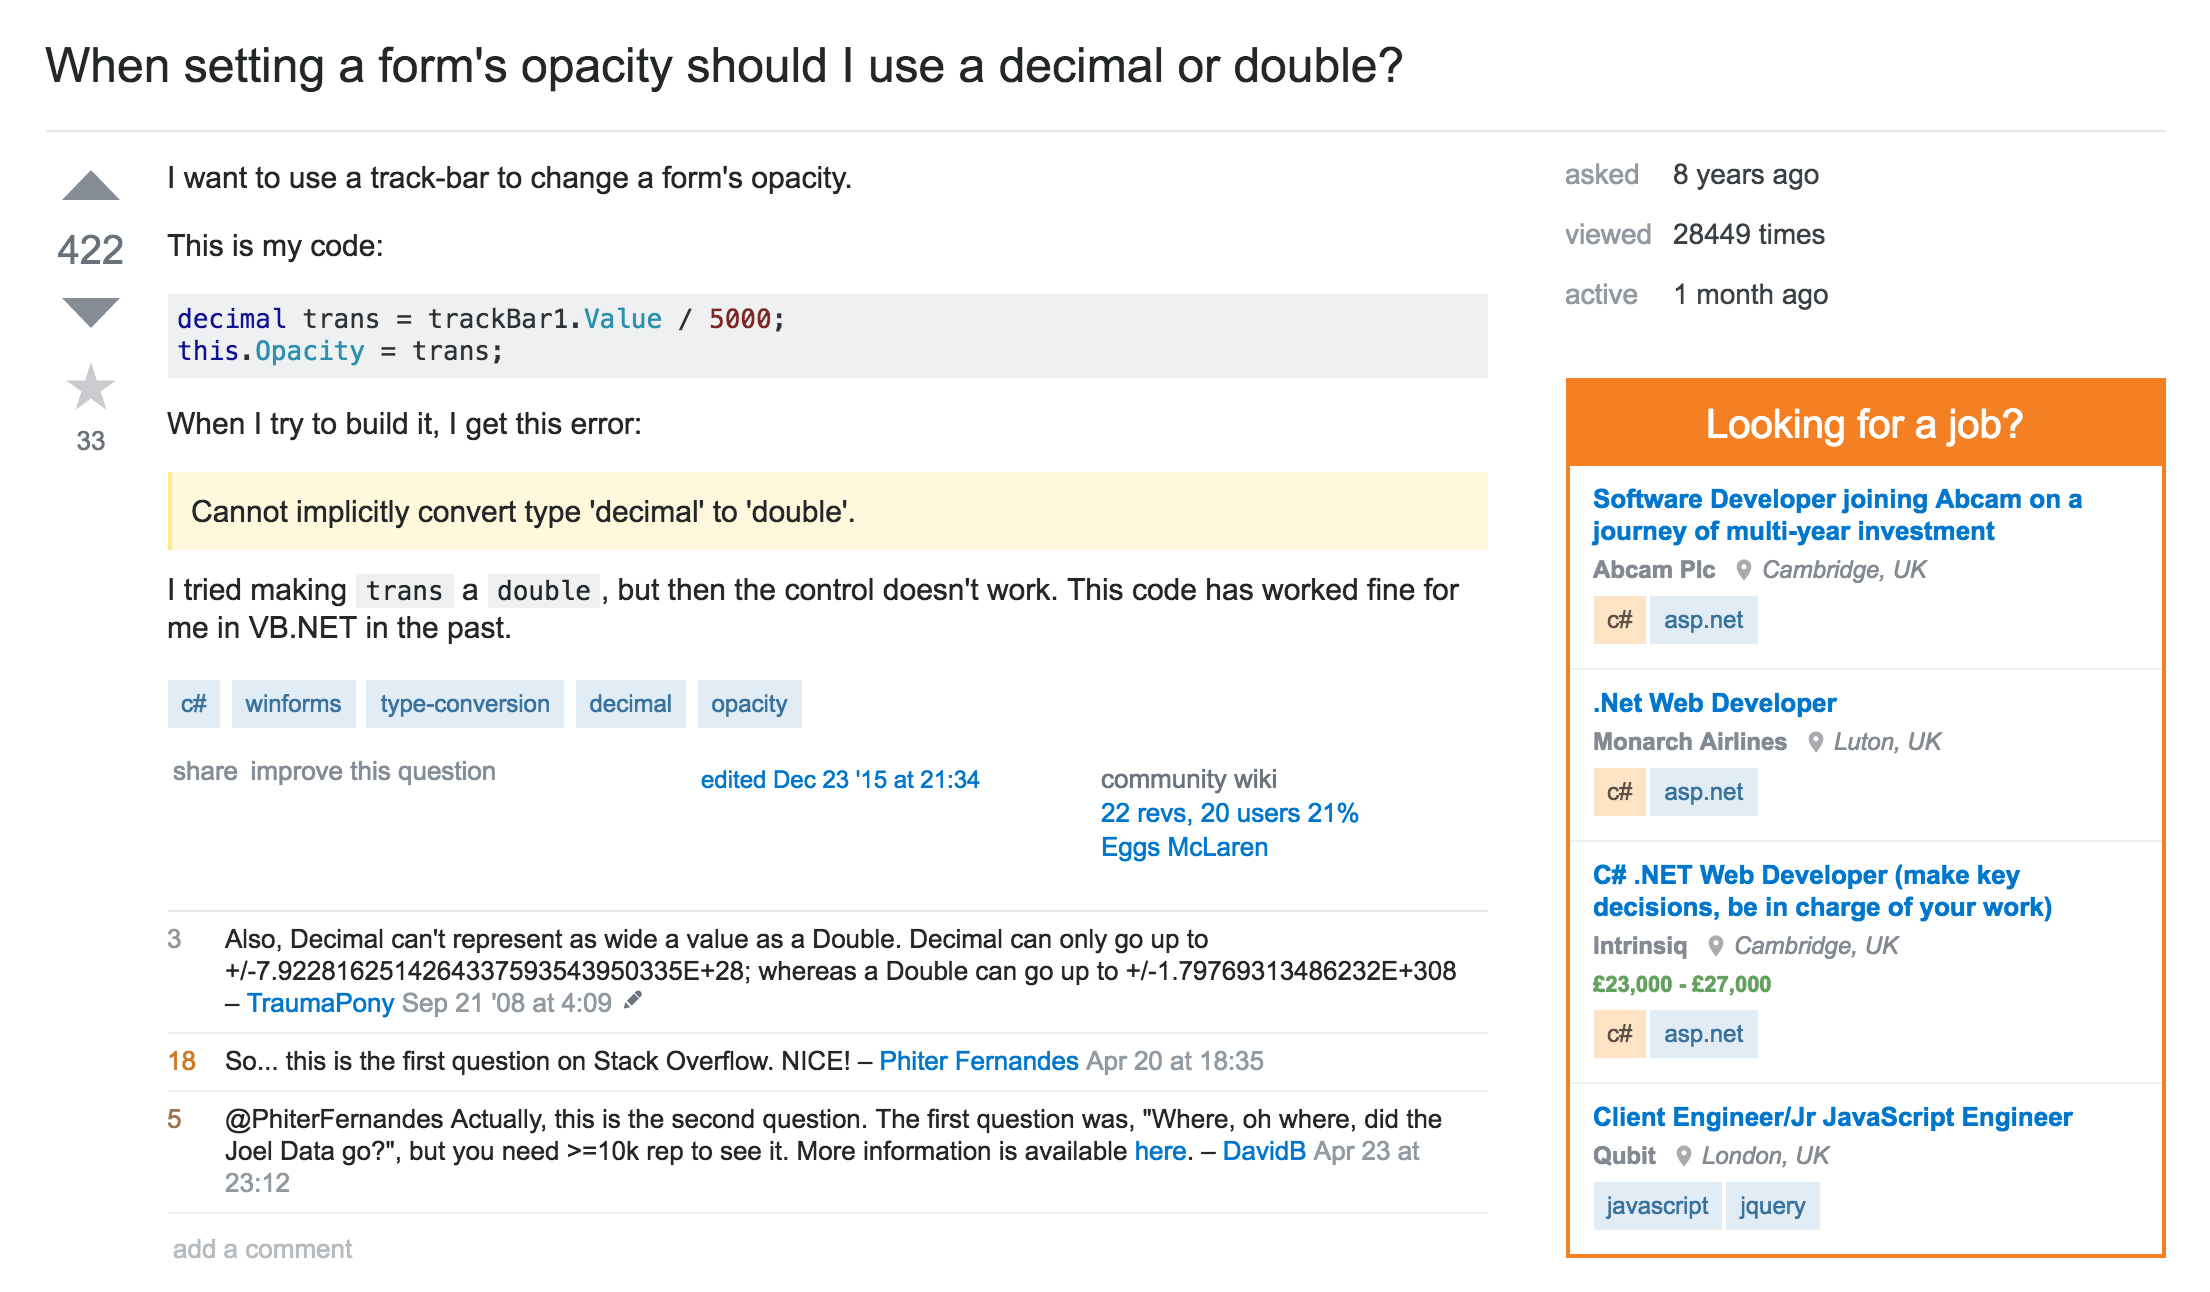 When setting a form's opacity should I use a decimal or double?
422
33
I want to use a track-bar to change a form's opacity.
This is my code:
decimal trans = trackBar1.Value / 5000;
this.Opacity = trans;
When I try to build it, I get this error:
Cannot implicitly convert type 'decimal' to 'double'.
I tried making trans a double, but then the control doesn't work. This code has worked fine for
me in VB.NET in the past.
c# winforms type-conversion decimal opacity
share improve this question
edited Dec 23 '15 at 21:34
community wiki
22 revs, 20 users 21%
Eggs McLaren
3 Also, Decimal can't represent as wide a value as a Double. Decimal can only go up to
+/-7.9228162514264337593543950335E+28; whereas a Double can go up to +/-1.79769313486232E+308
– TraumaPony Sep 21 '08 at 4:09
18 So... this is the first question on Stack Overflow. NICE! – Phiter Fernandes Apr 20 at 18:35
5 @PhiterFernandes Actually, this is the second question. The first question was, "Where, oh where, did the
Joel Data go?", but you need >=10k rep to see it. More information is available here. – DavidB Apr 23 at
23:12
add a comment
asked 8 years ago
viewed 28449 times
active 1 month ago
Looking for a job?
Software Developer joining Abcam on a
journey of multi-year investment
Abcam Plc Cambridge, UK
c# asp.net
.Net Web Developer
Monarch Airlines Luton, UK
c# asp.net
C# .NET Web Developer (make key
decisions, be in charge of your work)
Intrinsiq Cambridge, UK
£23,000 - £27,000
c# asp.net
Client Engineer/Jr JavaScript Engineer
Qubit London, UK
javascript jquery